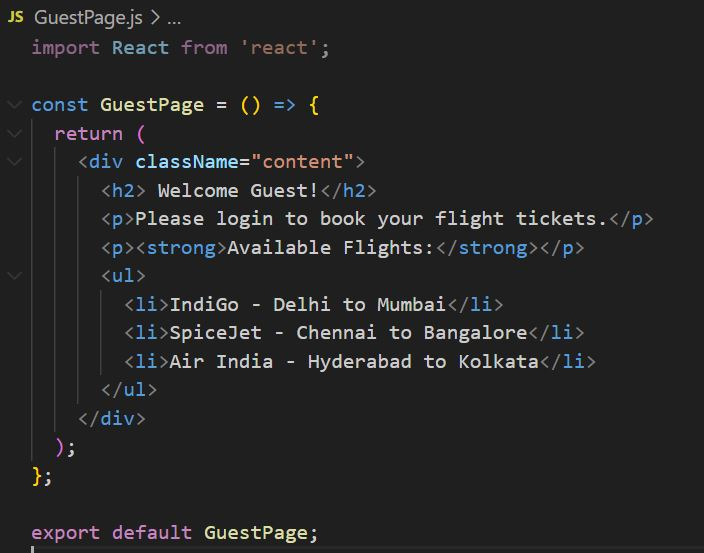 JS GuestPage.js > ...
import React from 'react';

const GuestPage = () => {
  return (
    <div className="content">
      <h2> Welcome Guest!</h2>
      <p>Please login to book your flight tickets.</p>
      <p><strong>Available Flights:</strong></p>
      <ul>
        <li>IndiGo - Delhi to Mumbai</li>
        <li>SpiceJet - Chennai to Bangalore</li>
        <li>Air India - Hyderabad to Kolkata</li>
      </ul>
    </div>
  );
};

export default GuestPage;